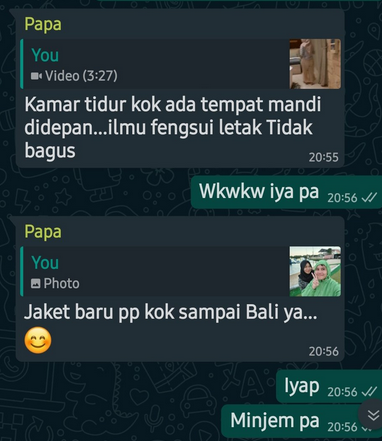 Papa
You
Video (3:27)
Kamar tidur kok ada tempat mandi
didepan...ilmu fengsui letak Tidak
bagus
20:55
Wkwkw iya pa 20:56
Papa
You
Photo
Jaket baru pp kok sampai Bali ya...
😊
20:56
Iyap 20:56
Minjem pa 20:56